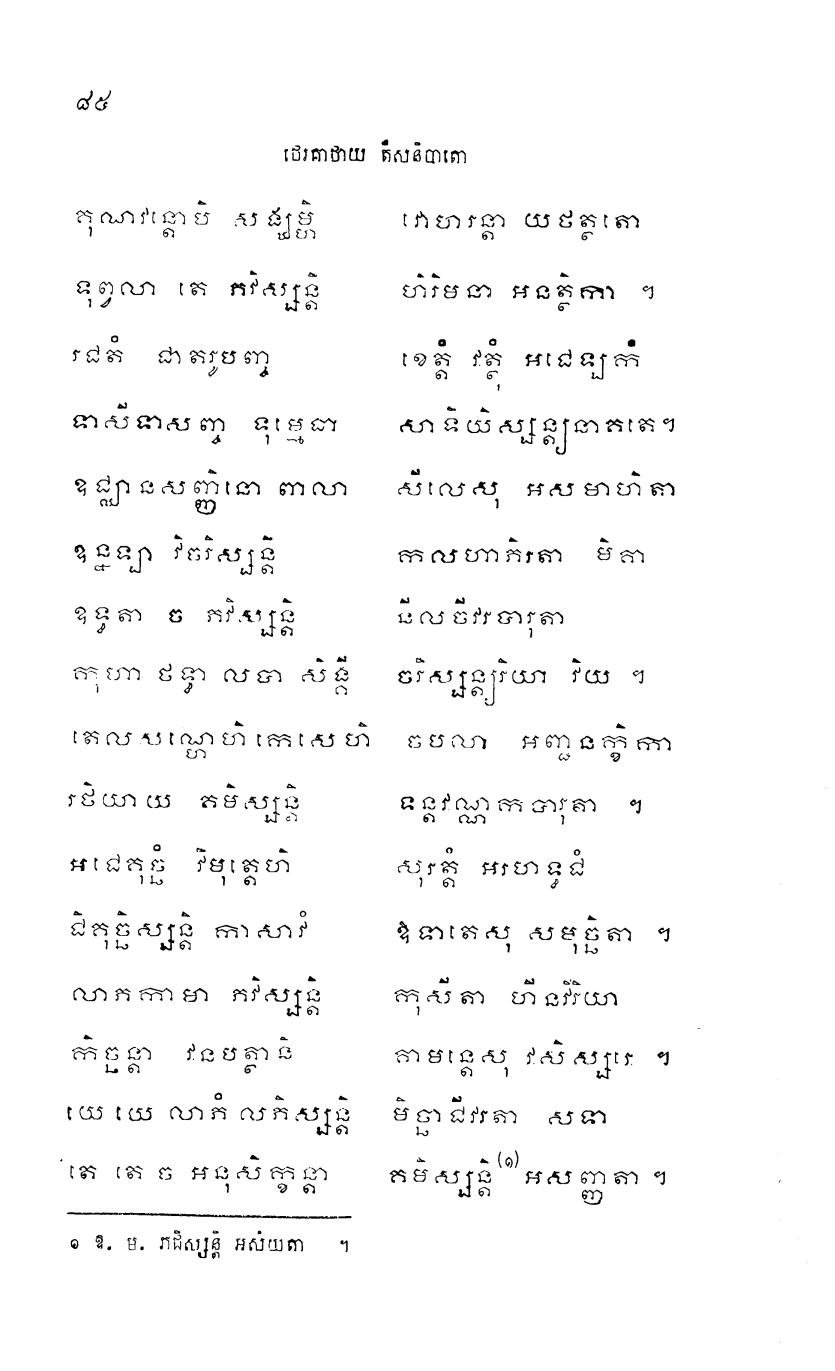 ៨៥
ថេរគាថាយ តឹសនិបាតោ
គុណវន្តោបិ សង្ឃម្ហិ វោហរន្តា យថត្ថតោ
ទុព្វលា តេ ភវិស្សន្តិ ហិរិមនា អនត្ថិកា ។
រជតំ ជាតរូបញ្ច ខេត្តំ វត្ថុំ អជេឡកំ
ទាសីទាសញ្ច ទុម្មេធា សាទិយិស្សន្ត្យនាគតេ។
ឧជ្ឈានសញ្ញិនោ ពាលា សីលេសុ អសមាហិតា
ឧន្នឡា វិចរិស្សន្តិ កលហាភិរតា មិគា
ឧទ្ធតា ច ភវិស្សន្តិ នីលចីវរបារុតា
កុហា ថទ្ធា លបា សិង្គី ចរិស្សន្ត្យរិយា វិយ ។
តេលសណ្ហេហិ កេសេហិ ចបលា អញ្ជនក្ខិកា
រថិយាយ គមិស្សន្តិ ទន្តវណ្ណកបារុតា ។
អជេគុច្ឆំ វិមុត្តេហិ សុរត្តំ អរហទ្ធជំ
ជិគុច្ឆិស្សន្តិ កាសាវំ ឱទាតេសុ សមុច្ឆិតា ។
លាភកាមា ភវិស្សន្តិ កុសីតា ហីនវីរិយា
កិច្ឆន្តា វនបត្ថានិ គាមន្តេសុ វសិស្សរេ ។
យេ យេ លាភំ លភិស្សន្តិ មិច្ឆាជីវរតា សទា
តេ តេ ច អនុសិក្ខន្តា គមិស្សន្តិ(១) អសញ្ញតា ។
១ ឱ. ម. ភជិស្សន្តិ អសំយតា ។